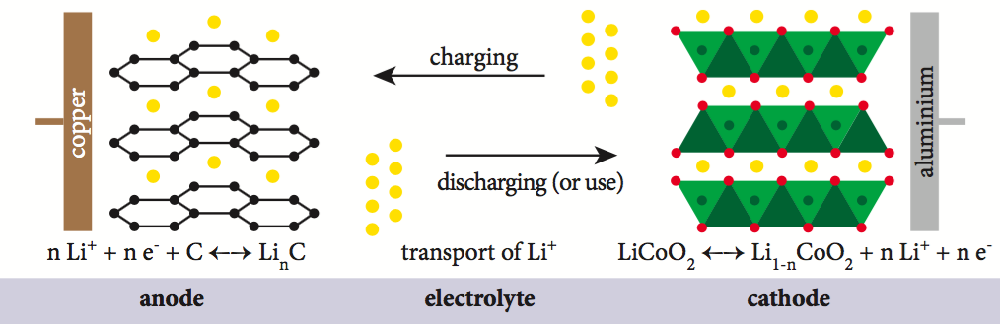 charging
copper
aluminium
discharging (or use)
n Li⁺ + n e⁻ + C ⟷ LiₙC
transport of Li⁺
LiCoO₂ ⟷ Li₁₋ₙCoO₂ + n Li⁺ + n e⁻
anode
electrolyte
cathode